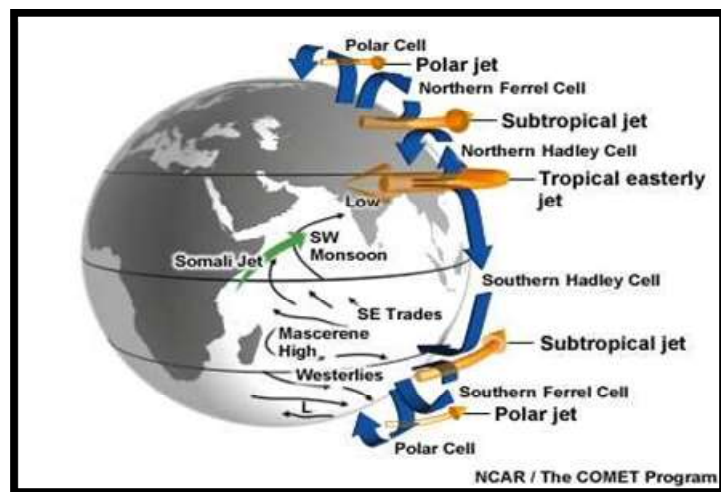 Polar Cell
Polar jet
Northern Ferrel Cell
Subtropical jet
Northern Hadley Cell
Tropical easterly
jet
Low
SW
Monsoon
Somali Jet
Southern Hadley Cell
SE Trades
Mascerene
High
Subtropical jet
Westerlies
Southern Ferrel Cell
L
Polar jet
Polar Cell
NCAR / The COMET Program